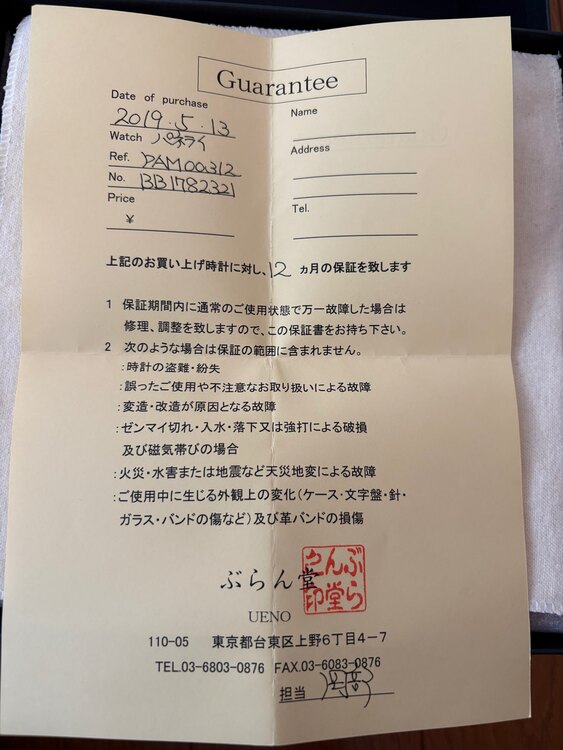 Guarantee
Date of purchase
2019.5.13
Watch パネライ
Ref. PAM00312
No. BB1782321
Price
¥
Name
Address
Tel.
上記のお買い上げ時計に対し、12ヵ月の保証を致します
1 保証期間内に通常のご使用状態で万一故障した場合は
修理、調整を致しますので、この保証書をお持ち下さい。
2 次のような場合は保証の範囲に含まれません。
:時計の盗難・紛失
:誤ったご使用や不注意なお取り扱いによる故障
:変造・改造が原因となる故障
:ゼンマイ切れ・入水・落下又は強打による破損
及び磁気帯びの場合
:火災・水害または地震など天災地変による故障
:ご使用中に生じる外観上の変化(ケース・文字盤・針・
ガラス・バンドの傷など)及び革バンドの損傷
ぶらん堂
ぶらん堂之印
UENO
110-05 東京都台東区上野6丁目4-7
TEL.03-6803-0876 FAX.03-6083-0876
担当